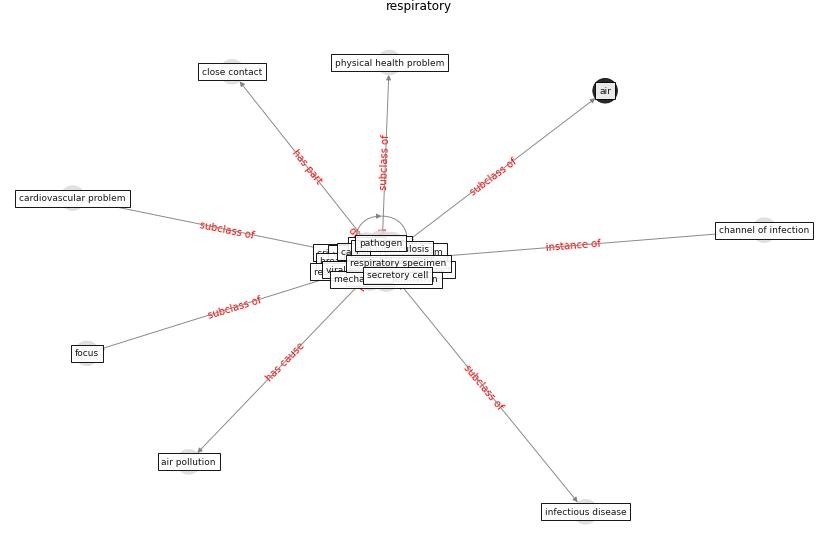 respiratory
physical health problem
close contact
air
subclass of
has part
subclass of
cardiovascular problem
subclass of
channel of infection
instance of
pathogen
respiratory specimen
secretory cell
subclass of
focus
has cause
subclass of
air pollution
infectious disease